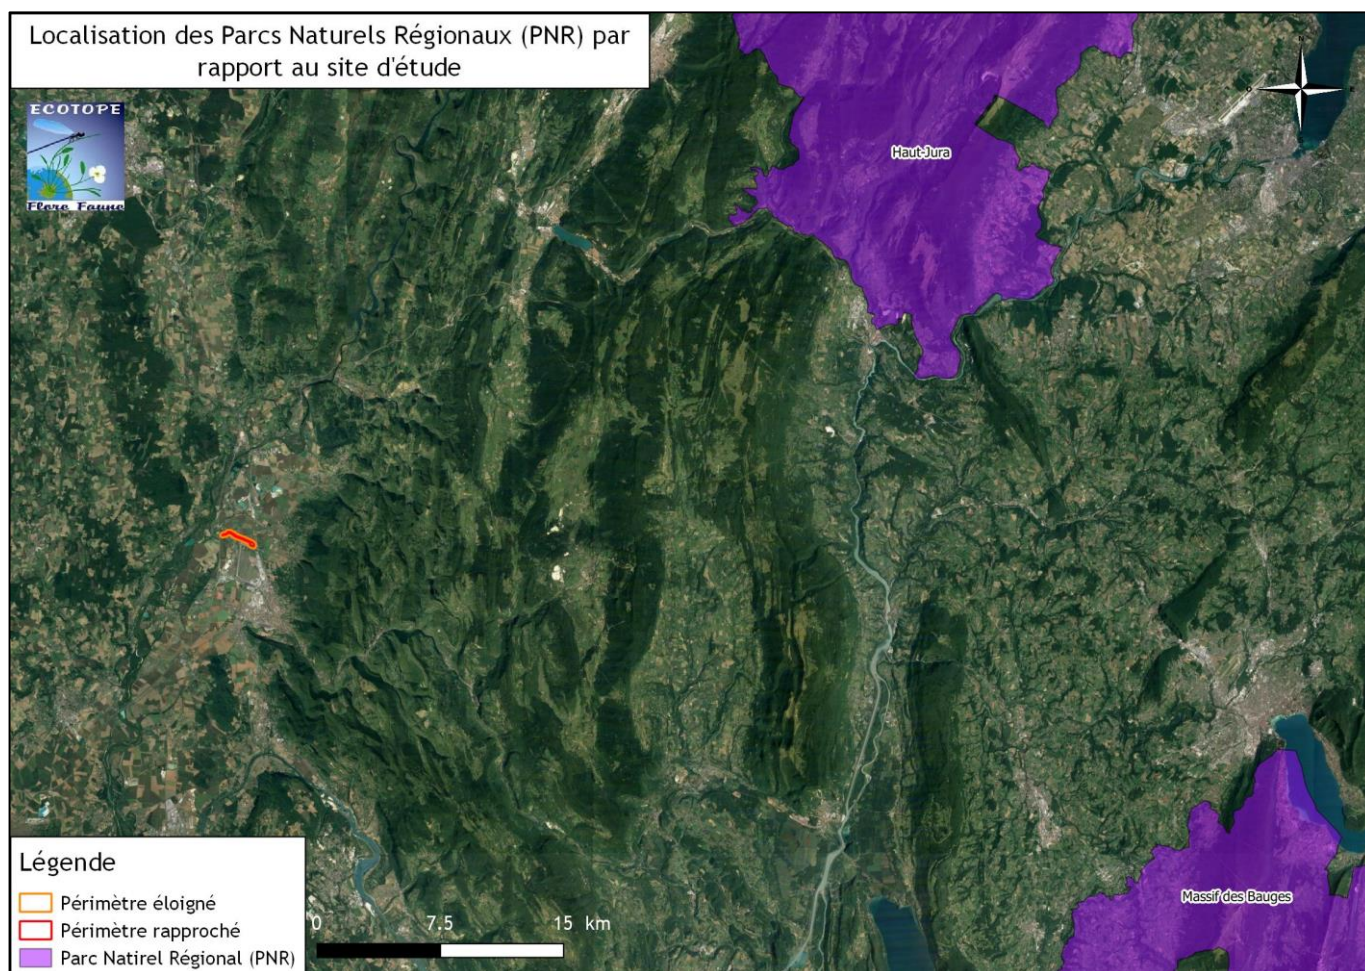 Localisation des Parcs Naturels Régionaux (PNR) par
rapport au site d'étude
ECOTOPE
Flore Faune
N
O
E
S
Haut-Jura
Massif des Bauges
Légende
Périmètre éloigné
Périmètre rapproché
Parc Natirel Régional (PNR)
0 7.5 15 km